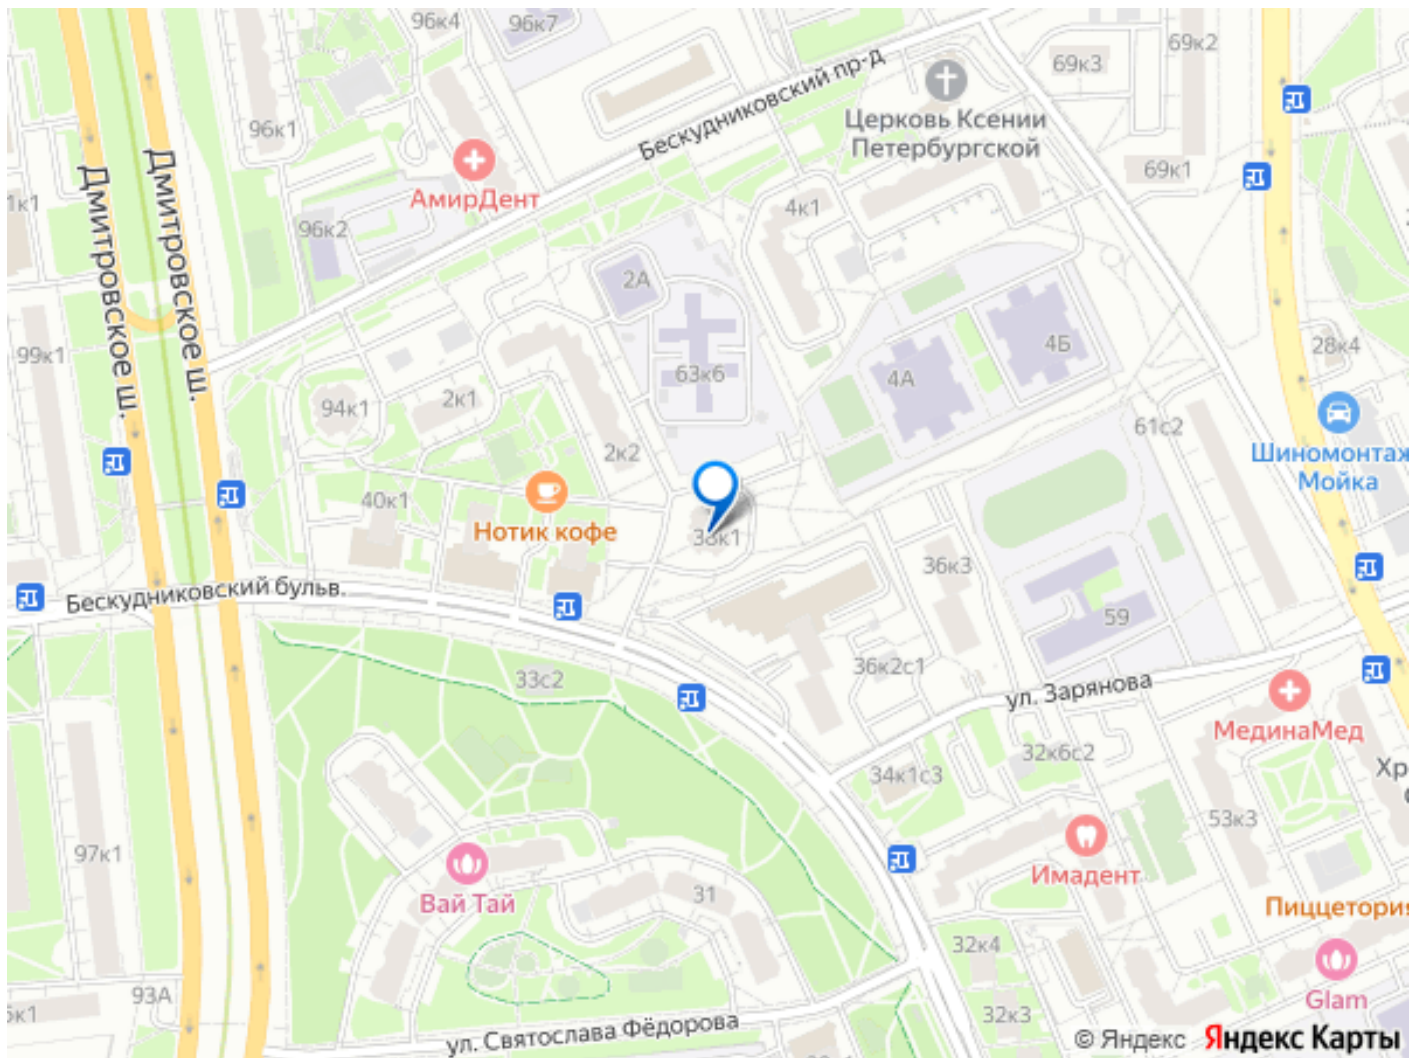 96к4
96к7
69к2
69к3
Бескудниковский пр-д
Церковь Ксении
Петербургской
96к1
69к1
АмирДент
Дмитровское ш.
Дмитровское ш.
96к2
4к1
2А
99к1
63к6
4Б
4А
28к4
94к1
2к1
61с2
Шиномонтаж
Мойка
2к2
40к1
Нотик кофе
36к3
Бескудниковский бульв.
59
33с2
36к2с1
ул. Зарянова
МединаМед
32к6с2
34к1с3
53к3
97к1
Имадент
Вай Тай
31
Пиццетория
32к4
93А
Glam
32к3
ул. Святослава Фёдорова
© Яндекс Яндекс Карты